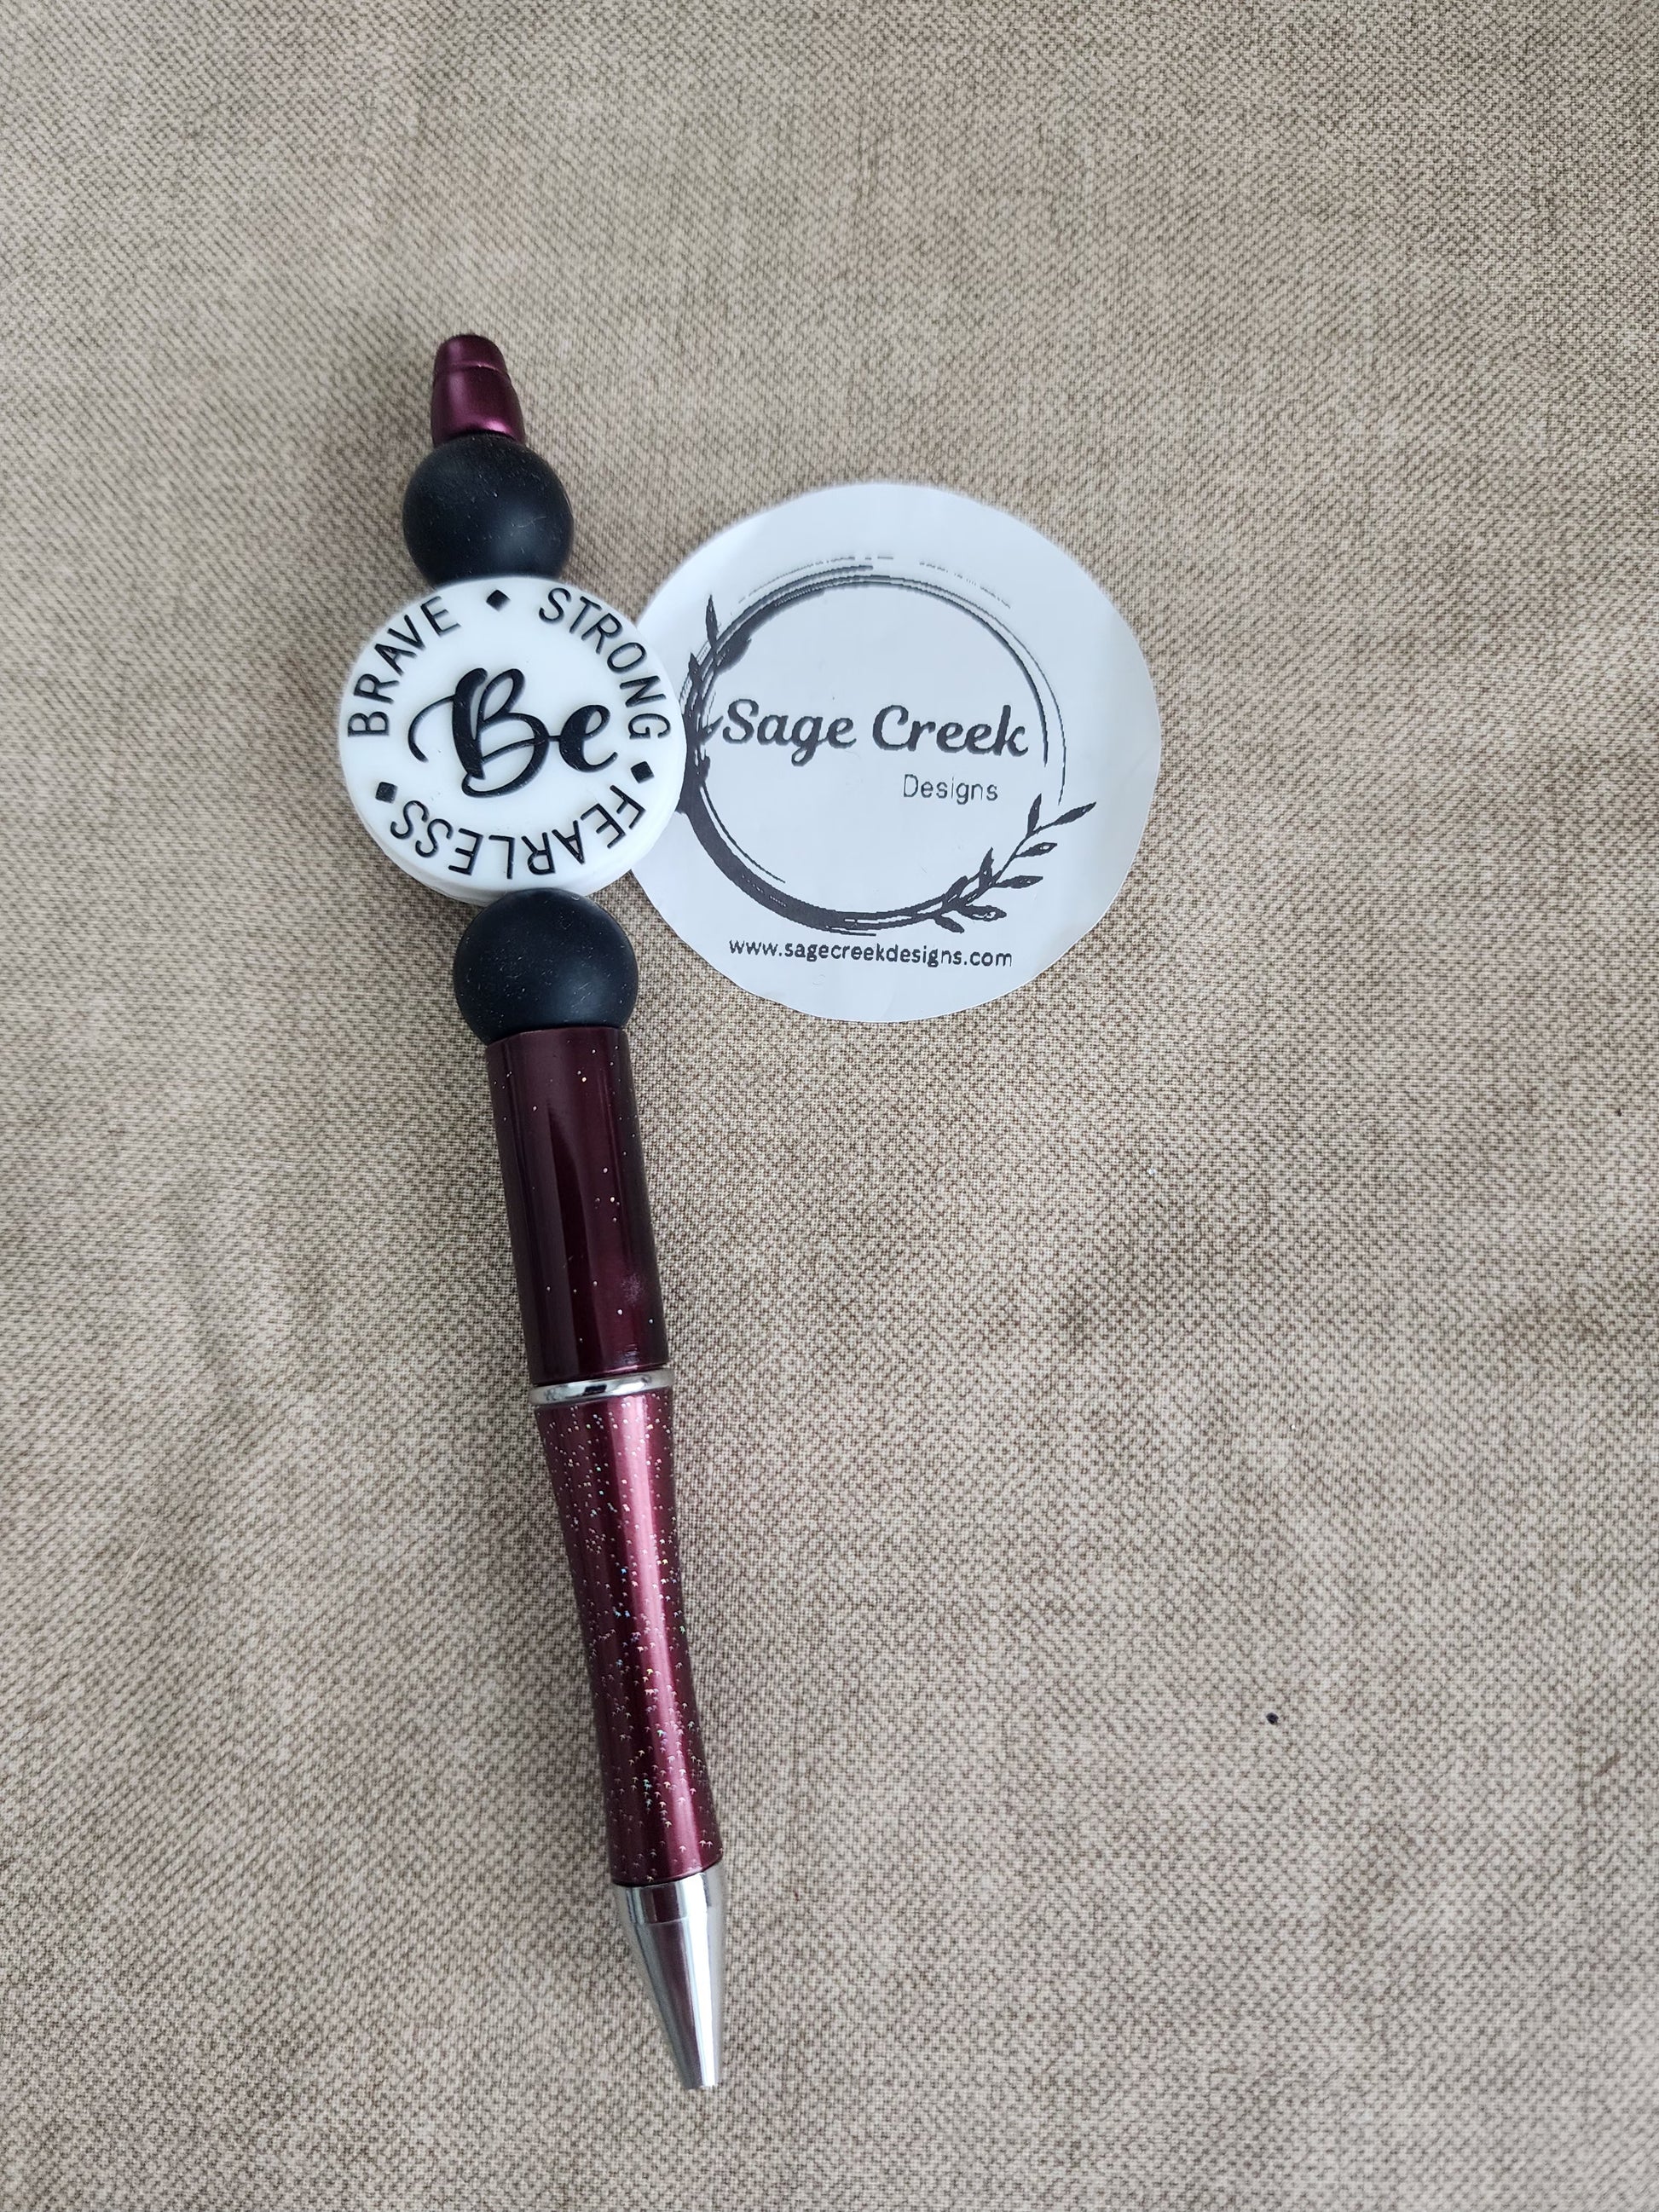 BRAVE ◆ STRONG ◆ FEARLESS ◆
Be
Sage Creek
Designs
www.sagecreekdesigns.com